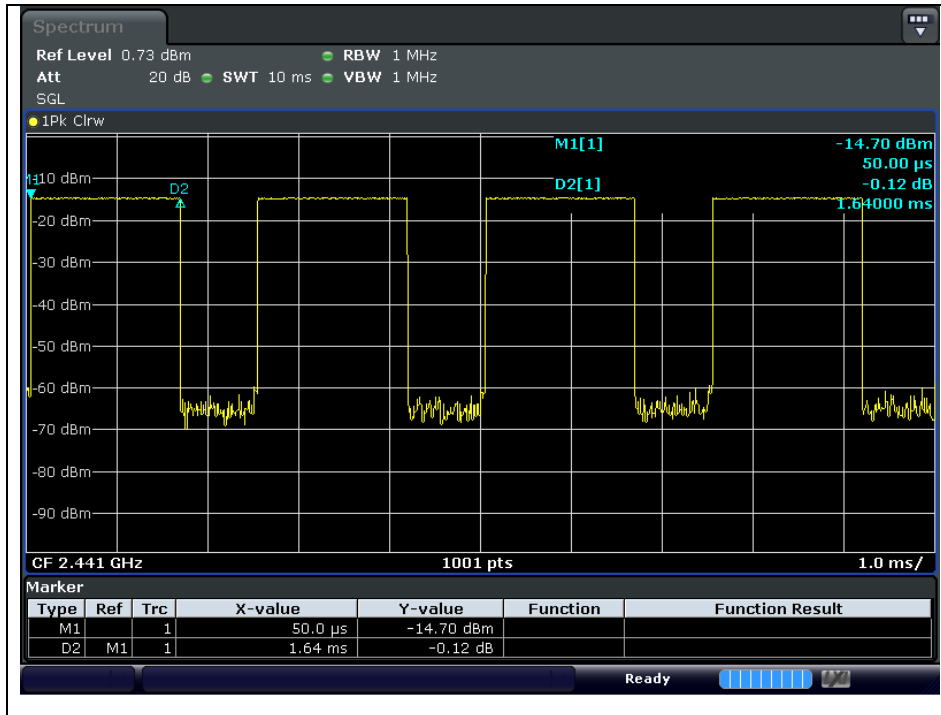 Spectrum
Ref Level 0.73 dBm RBW 1 MHz
Att 20 dB SWT 10 ms VBW 1 MHz
SGL
1Pk Clrw
M1[1] -14.70 dBm
50.00 µs
D2[1] -0.12 dB
1.64000 ms
M1
-10 dBm
D2
-20 dBm
-30 dBm
-40 dBm
-50 dBm
-60 dBm
-70 dBm
-80 dBm
-90 dBm
CF 2.441 GHz 1001 pts 1.0 ms/
Marker
Type Ref Trc X-value Y-value Function Function Result
M1 1 50.0 µs -14.70 dBm
D2 M1 1 1.64 ms -0.12 dB
Ready